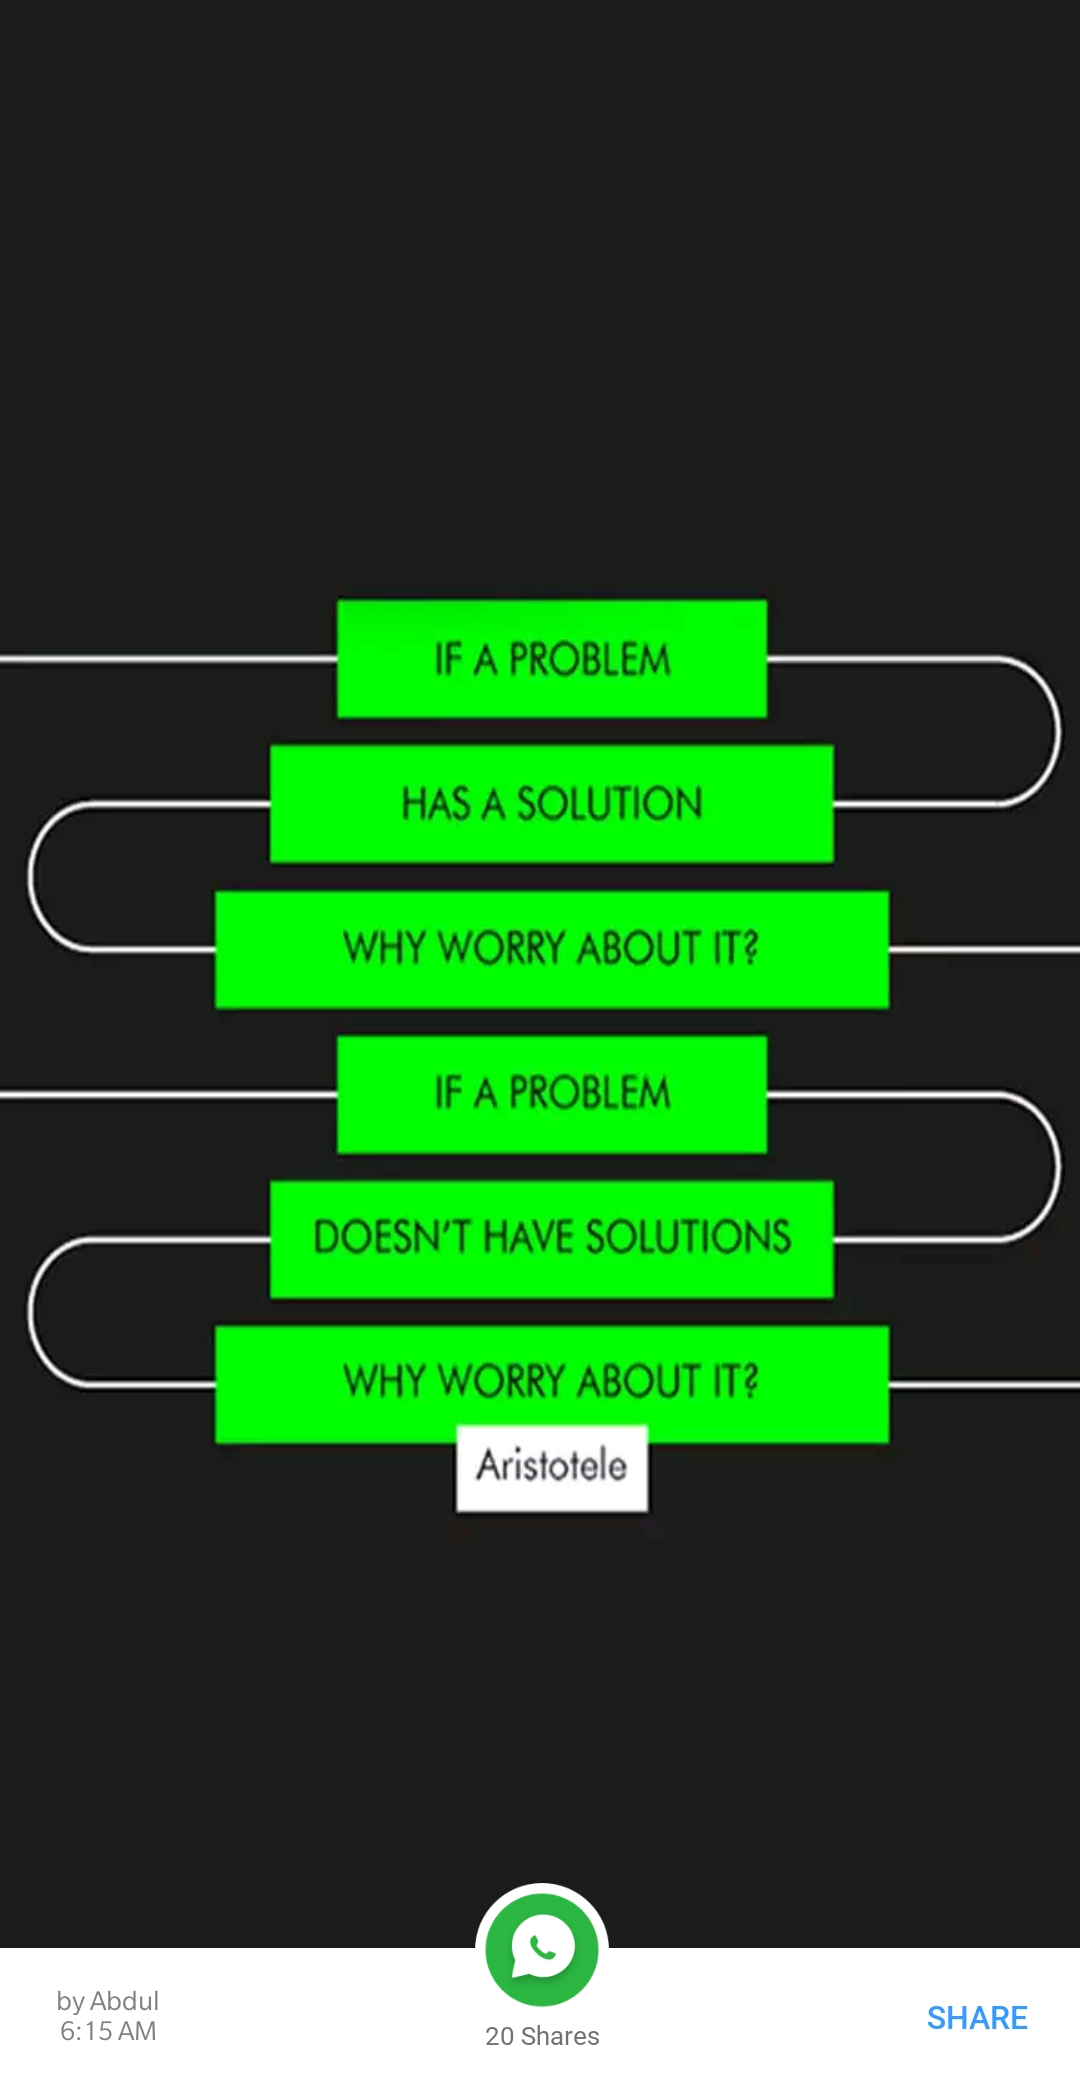 IF A PROBLEM
HAS A SOLUTION
WHY WORRY ABOUT IT?
IF A PROBLEM
DOESN'T HAVE SOLUTIONS
WHY WORRY ABOUT IT?
Aristotele
by Abdul
6:15 AM
20 Shares
SHARE